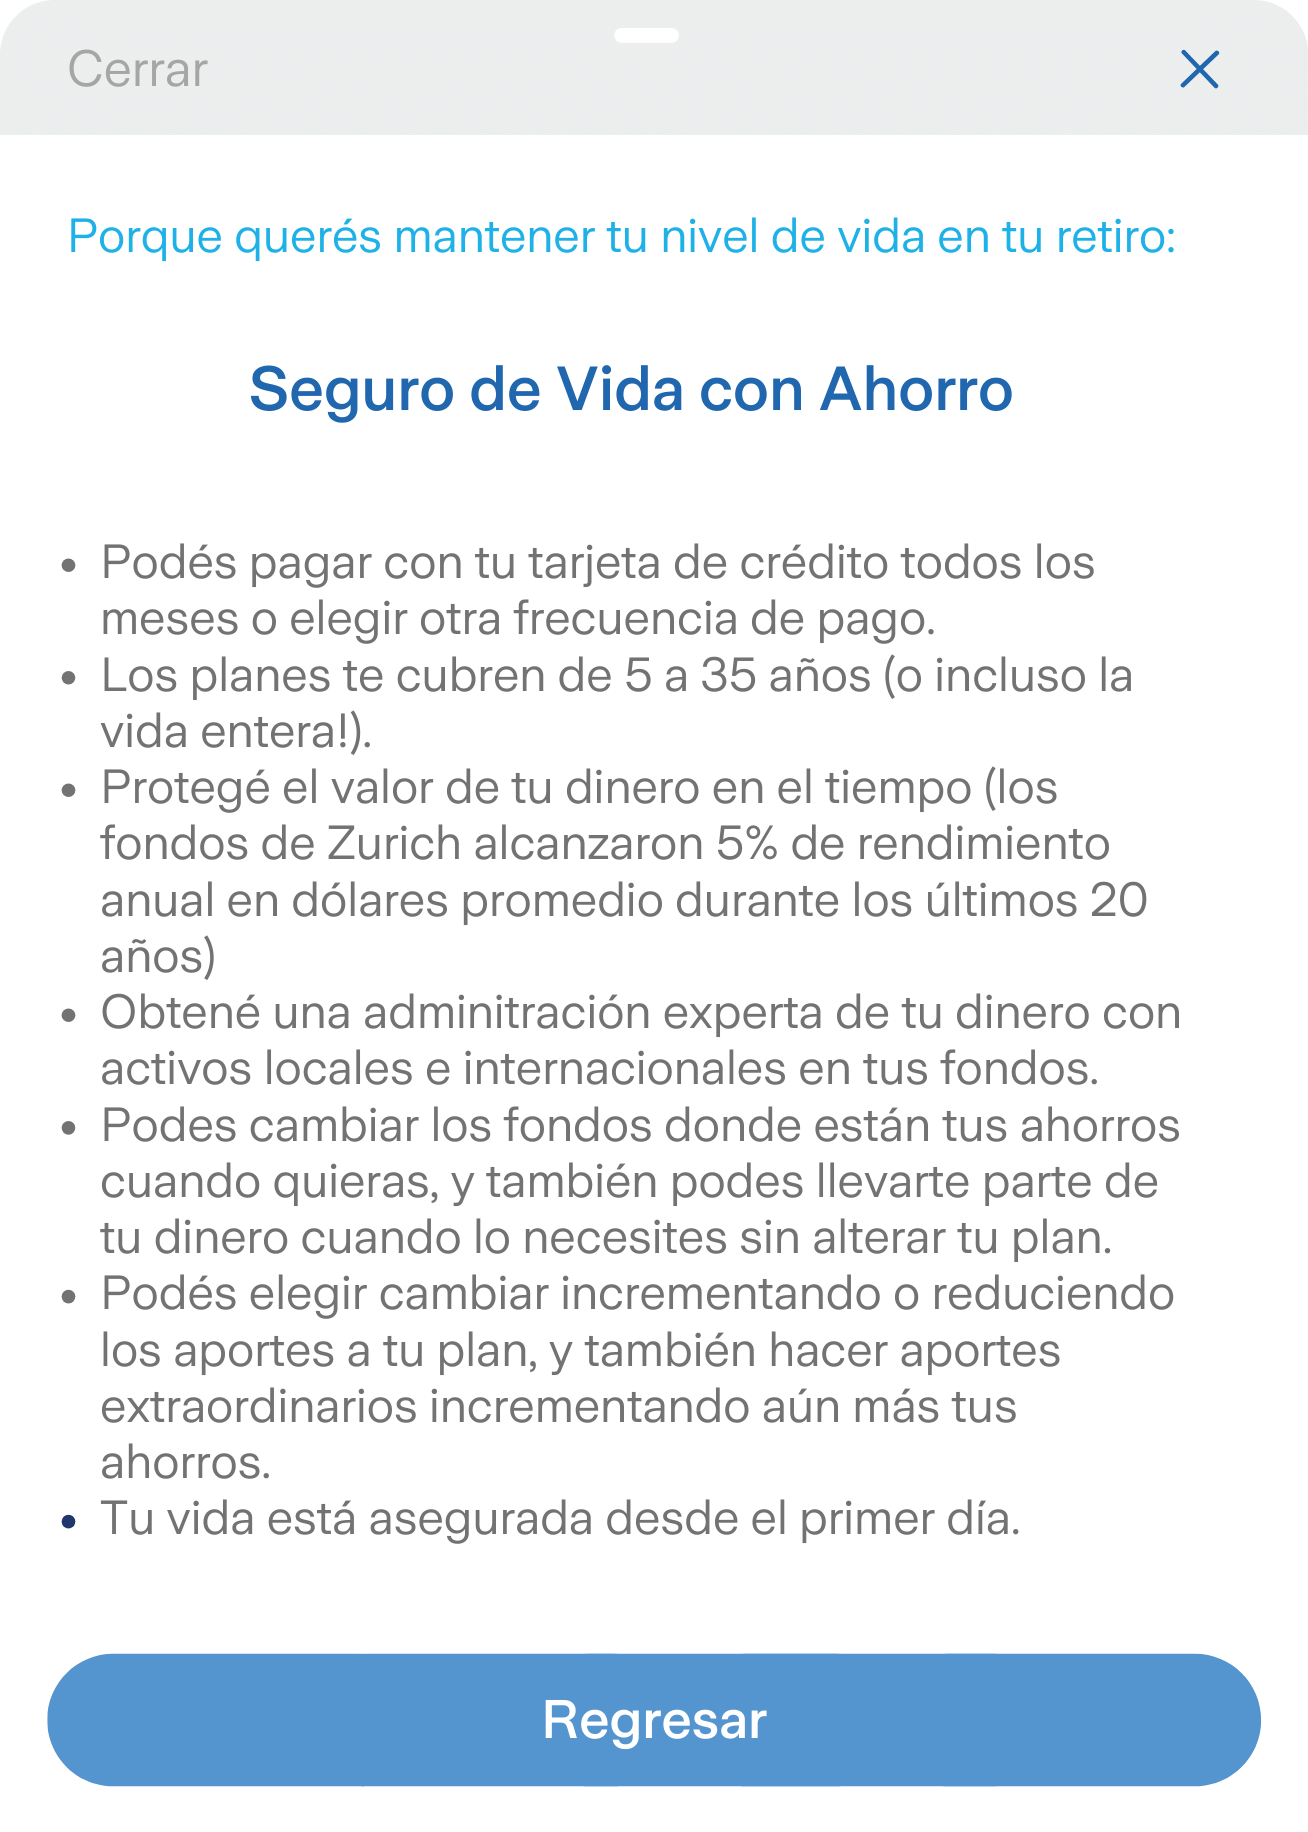 Cerrar
Porque querés mantener tu nivel de vida en tu retiro:
Seguro de Vida con Ahorro
• Podés pagar con tu tarjeta de crédito todos los
meses o elegir otra frecuencia de pago.
• Los planes te cubren de 5 a 35 años (o incluso la
vida entera!).
• Protegé el valor de tu dinero en el tiempo (los
fondos de Zurich alcanzaron 5% de rendimiento
anual en dólares promedio durante los últimos 20
años)
• Obtené una adminitración experta de tu dinero con
activos locales e internacionales en tus fondos.
• Podes cambiar los fondos donde están tus ahorros
cuando quieras, y también podes llevarte parte de
tu dinero cuando lo necesites sin alterar tu plan.
• Podés elegir cambiar incrementando o reduciendo
los aportes a tu plan, y también hacer aportes
extraordinarios incrementando aún más tus
ahorros.
• Tu vida está asegurada desde el primer día.
Regresar